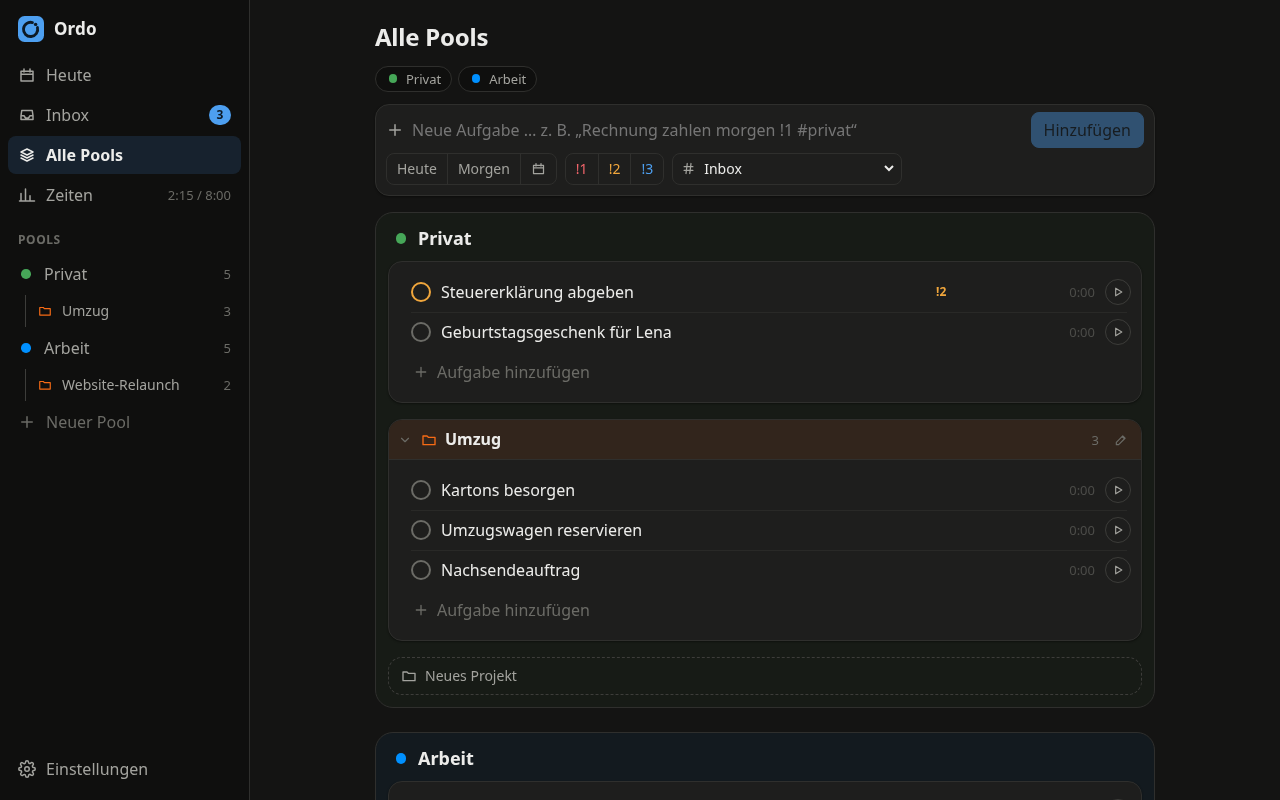 Ordo
Heute
Inbox 3
Alle Pools
Zeiten 2:15 / 8:00
POOLS
Privat 5
Umzug 3
Arbeit 5
Website-Relaunch 2
Neuer Pool
Einstellungen
Alle Pools
Privat Arbeit
Neue Aufgabe … z. B. „Rechnung zahlen morgen !1 #privat“ Hinzufügen
Heute Morgen !1 !2 !3 # Inbox
Privat
Steuererklärung abgeben !2 0:00
Geburtstagsgeschenk für Lena 0:00
Aufgabe hinzufügen
Umzug 3
Kartons besorgen 0:00
Umzugswagen reservieren 0:00
Nachsendeauftrag 0:00
Aufgabe hinzufügen
Neues Projekt
Arbeit